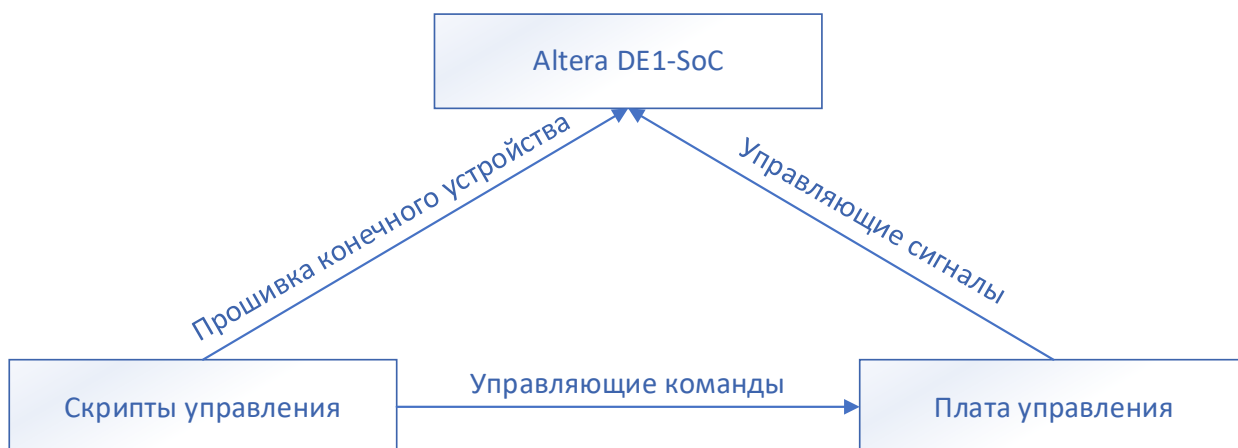 Altera DE1-SoC
Прошивка конечного устройства
Управляющие сигналы
Управляющие команды
Скрипты управления
Плата управления